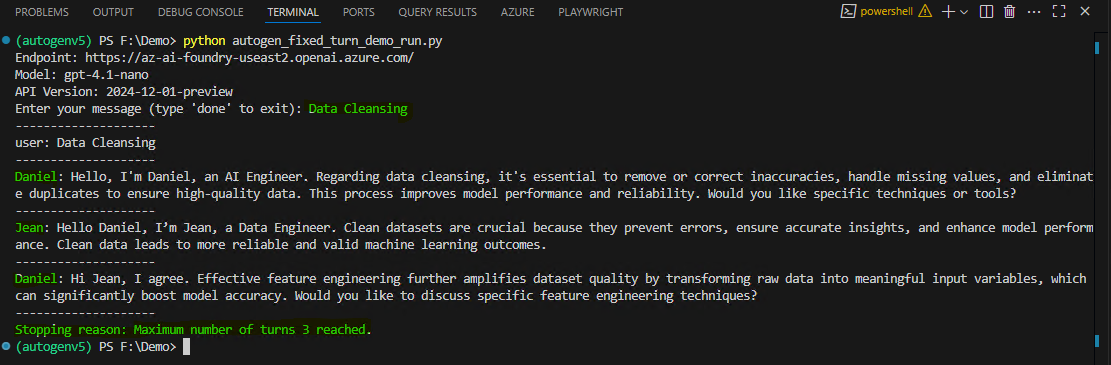 PROBLEMS OUTPUT DEBUG CONSOLE TERMINAL PORTS QUERY RESULTS AZURE PLAYWRIGHT powershell
(autogenv5) PS F:\Demo> python autogen_fixed_turn_demo_run.py
Endpoint: https://az-ai-foundry-useast2.openai.azure.com/
Model: gpt-4.1-nano
API Version: 2024-12-01-preview
Enter your message (type 'done' to exit): Data Cleansing
--------------------
user: Data Cleansing
--------------------
Daniel: Hello, I'm Daniel, an AI Engineer. Regarding data cleansing, it's essential to remove or correct inaccuracies, handle missing values, and eliminat
e duplicates to ensure high-quality data. This process improves model performance and reliability. Would you like specific techniques or tools?
--------------------
Jean: Hello Daniel, I’m Jean, a Data Engineer. Clean datasets are crucial because they prevent errors, ensure accurate insights, and enhance model perform
ance. Clean data leads to more reliable and valid machine learning outcomes.
--------------------
Daniel: Hi Jean, I agree. Effective feature engineering further amplifies dataset quality by transforming raw data into meaningful input variables, which
can significantly boost model accuracy. Would you like to discuss specific feature engineering techniques?
--------------------
Stopping reason: Maximum number of turns 3 reached.
(autogenv5) PS F:\Demo>